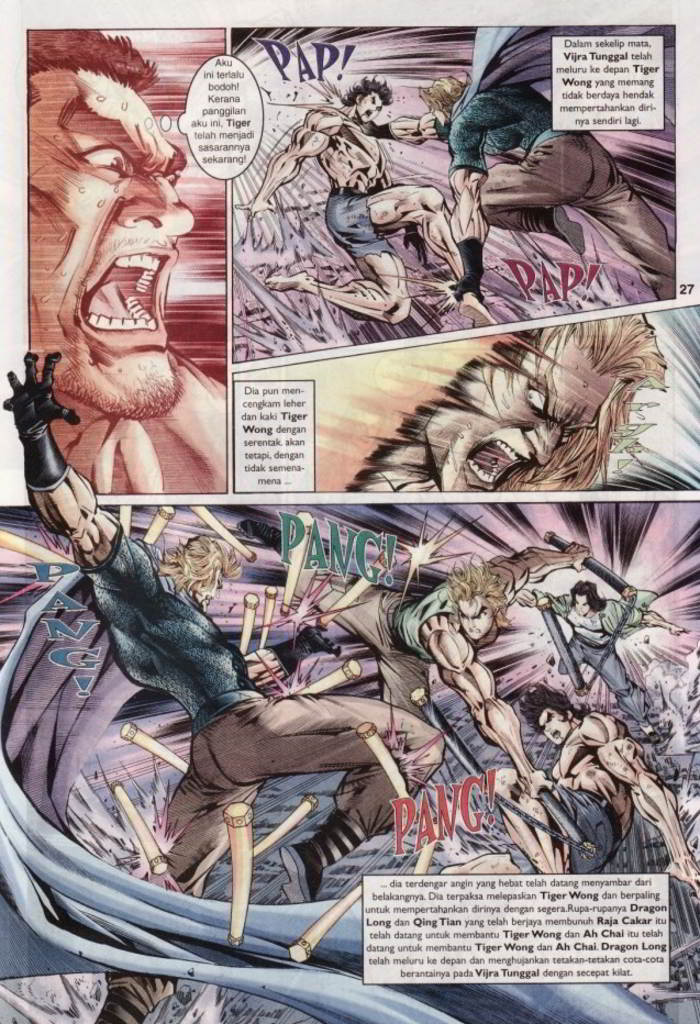 Aku
ini terlalu
bodoh!
Kerana
panggilan
aku ini, Tiger
telah menjadi
sasarannya
sekarang!
PAP!
Dalam sekelip mata,
Vijra Tunggal telah
meluru ke depan Tiger
Wong yang memang
tidak berdaya hendak
mempertahankan diri-
nya sendiri lagi.
PAP!
27
Dia pun men-
cengkam leher
dan kaki Tiger
Wong dengan
serentak. akan
tetapi, dengan
tidak semena-
mena ...
PANG!
PANG!
PANG!
... dia terdengar angin yang hebat telah datang menyambar dari
belakangnya. Dia terpaksa melepaskan Tiger Wong dan berpaling
untuk mempertahankan dirinya dengan segera.Rupa-rupanya Dragon
Long dan Qing Tian yang telah berjaya membunuh Raja Cakar itu
telah datang untuk membantu Tiger Wong dan Ah Chai itu telah
datang untuk membantu Tiger Wong dan Ah Chai. Dragon Long
telah meluru ke depan dan menghujankan tetakan-tetakan cota-cota
berantainya pada Vijra Tunggal dengan secepat kilat.